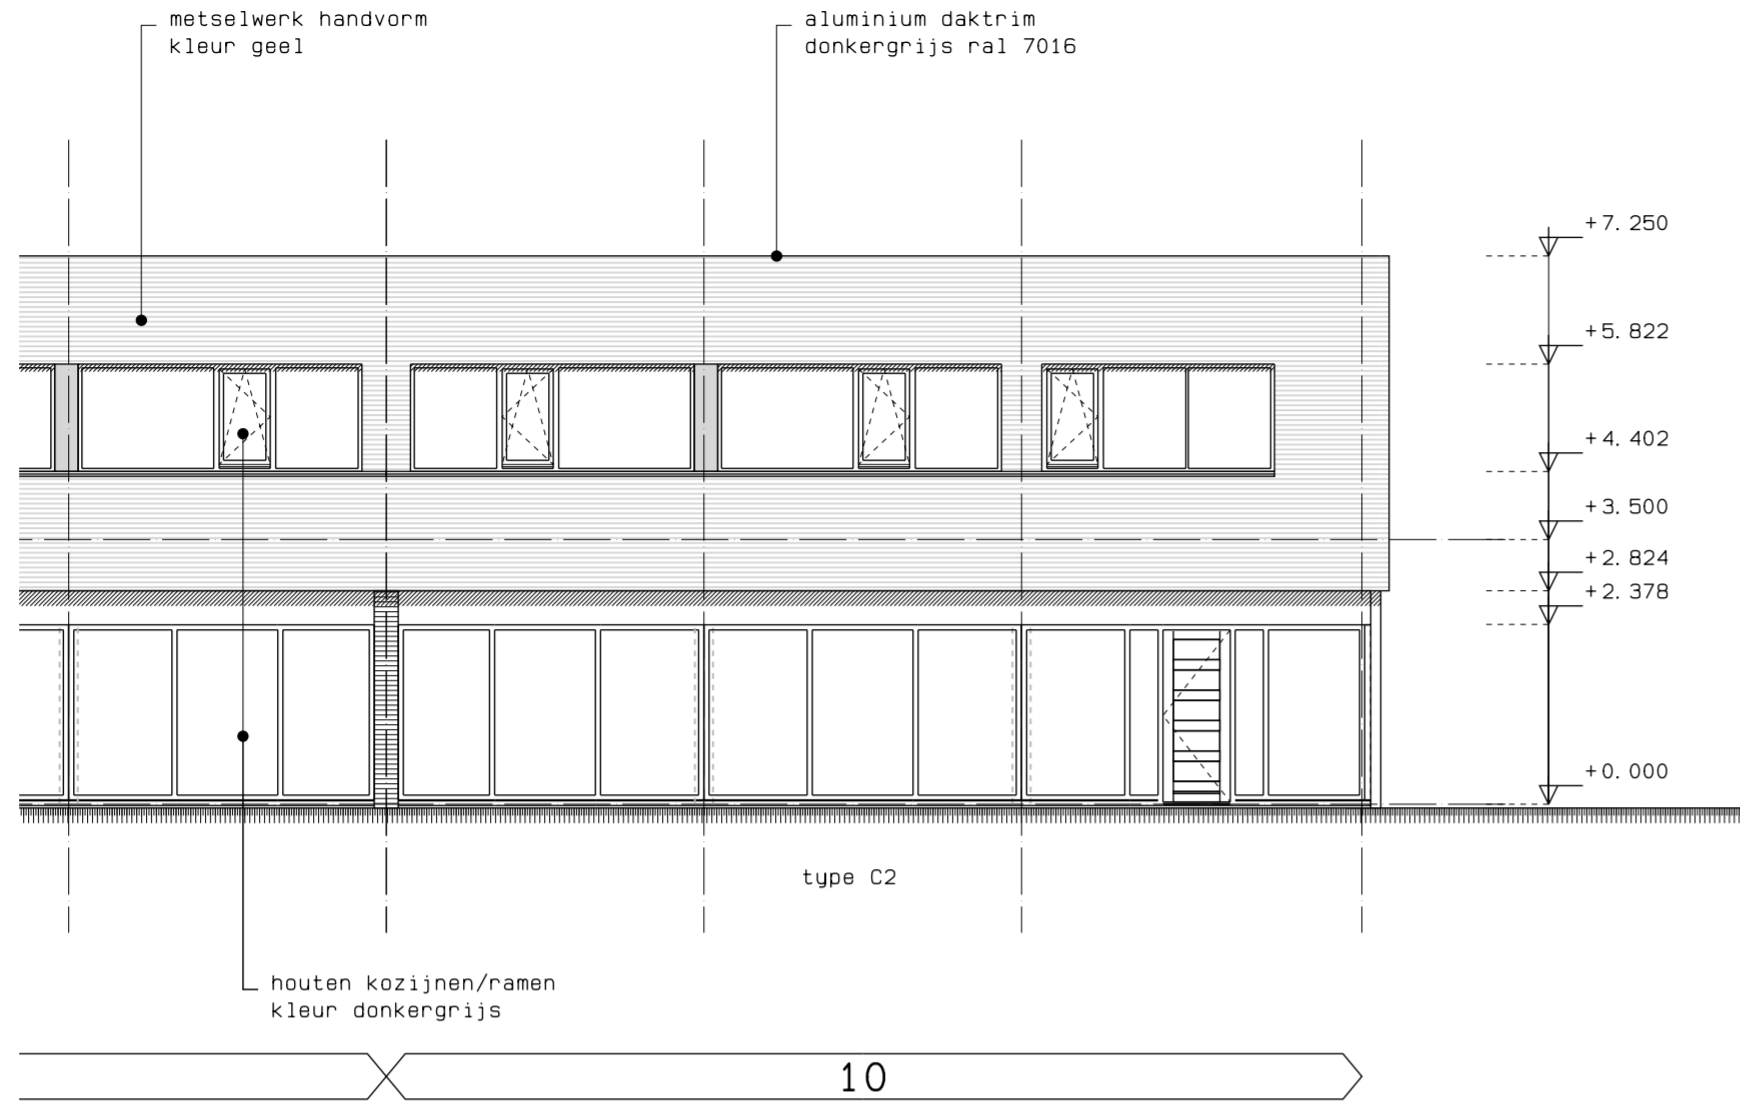 metselwerk handvorm
kleur geel
aluminium daktrim
donkergrijs ral 7016
+7. 250
+5. 822
+4. 402
+3. 500
+2. 824
+2. 378
+0. 000
type C2
houten kozijnen/ramen
kleur donkergrijs
10